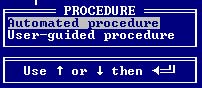 PROCEDURE
Automated procedure
User-guided procedure
Use ↑ or ↓ then ↵